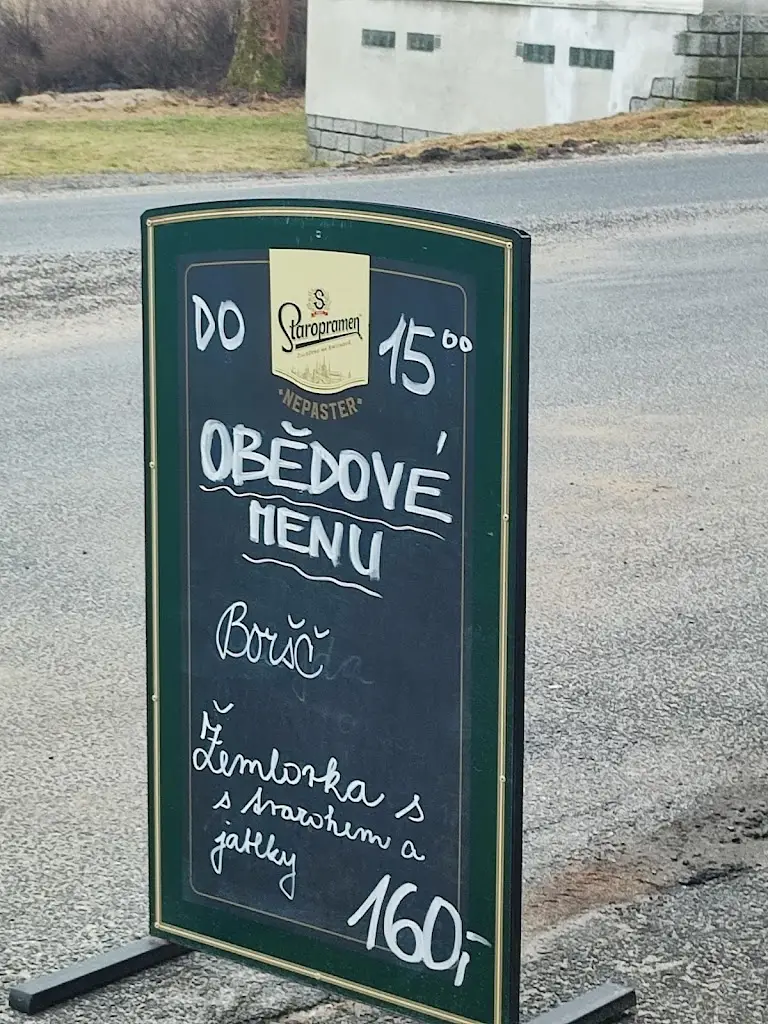 DO 15⁰⁰
S
Staropramen
NEPASTER
OBĚDOVÉ
MENU
Boršč
Žemlovka s
s tvarohem a
jablky
160,-